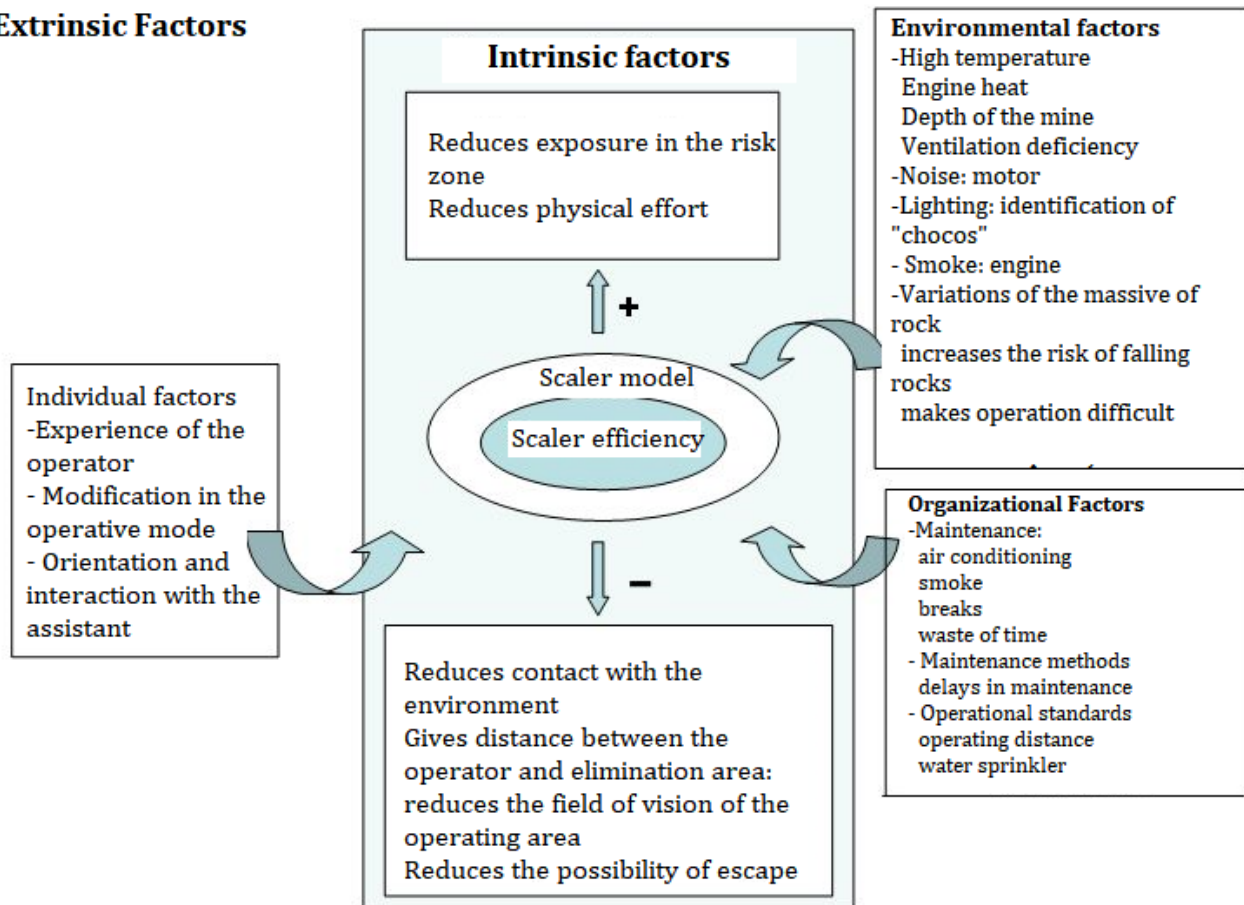 Extrinsic Factors
Intrinsic factors
Reduces exposure in the risk
zone
Reduces physical effort
+
Scaler model
Scaler efficiency
–
Reduces contact with the
environment
Gives distance between the
operator and elimination area:
reduces the field of vision of the
operating area
Reduces the possibility of escape
Individual factors
-Experience of the
operator
- Modification in the
operative mode
- Orientation and
interaction with the
assistant
Environmental factors
-High temperature
Engine heat
Depth of the mine
Ventilation deficiency
-Noise: motor
-Lighting: identification of
"chocos"
- Smoke: engine
-Variations of the massive of
rock
increases the risk of falling
rocks
makes operation difficult
Organizational Factors
-Maintenance:
air conditioning
smoke
breaks
waste of time
- Maintenance methods
delays in maintenance
- Operational standards
operating distance
water sprinkler